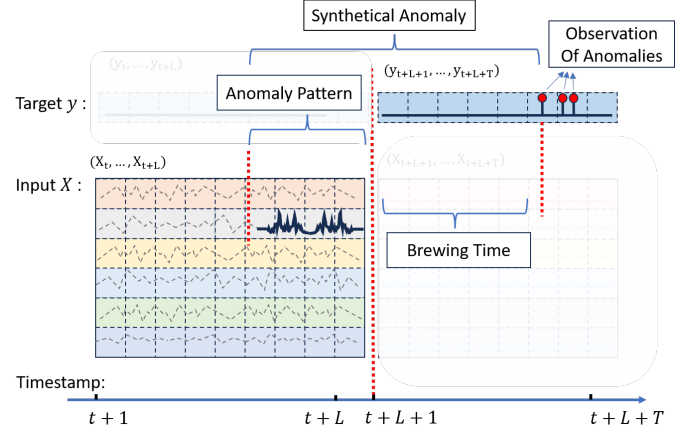 Synthetical Anomaly
Observation
Of Anomalies
(y_t, ..., y_{t+L})
(y_{t+L+1}, ..., y_{t+L+T})
Anomaly Pattern
Target y :
(X_t, ..., X_{t+L})
(X_{t+L+1}, ..., X_{t+L+T})
Input X :
Brewing Time
Timestamp:
t + 1
t + L
t + L + 1
t + L + T